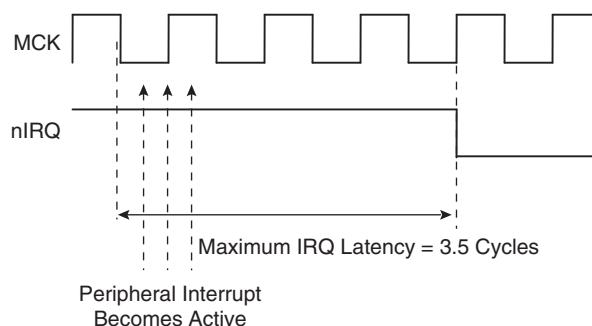 MCK
nIRQ
Maximum IRQ Latency = 3.5 Cycles
Peripheral Interrupt
Becomes Active